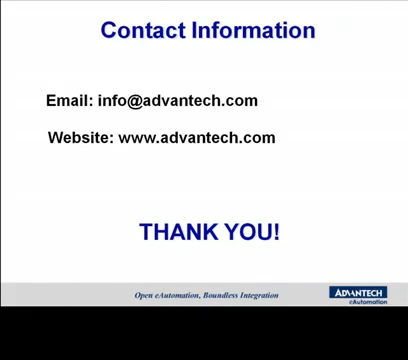 Contact Information
Email: info@advantech.com
Website: www.advantech.com
THANK YOU!
Open eAutomation, Boundless Integration
ADVANTECH
eAutomation